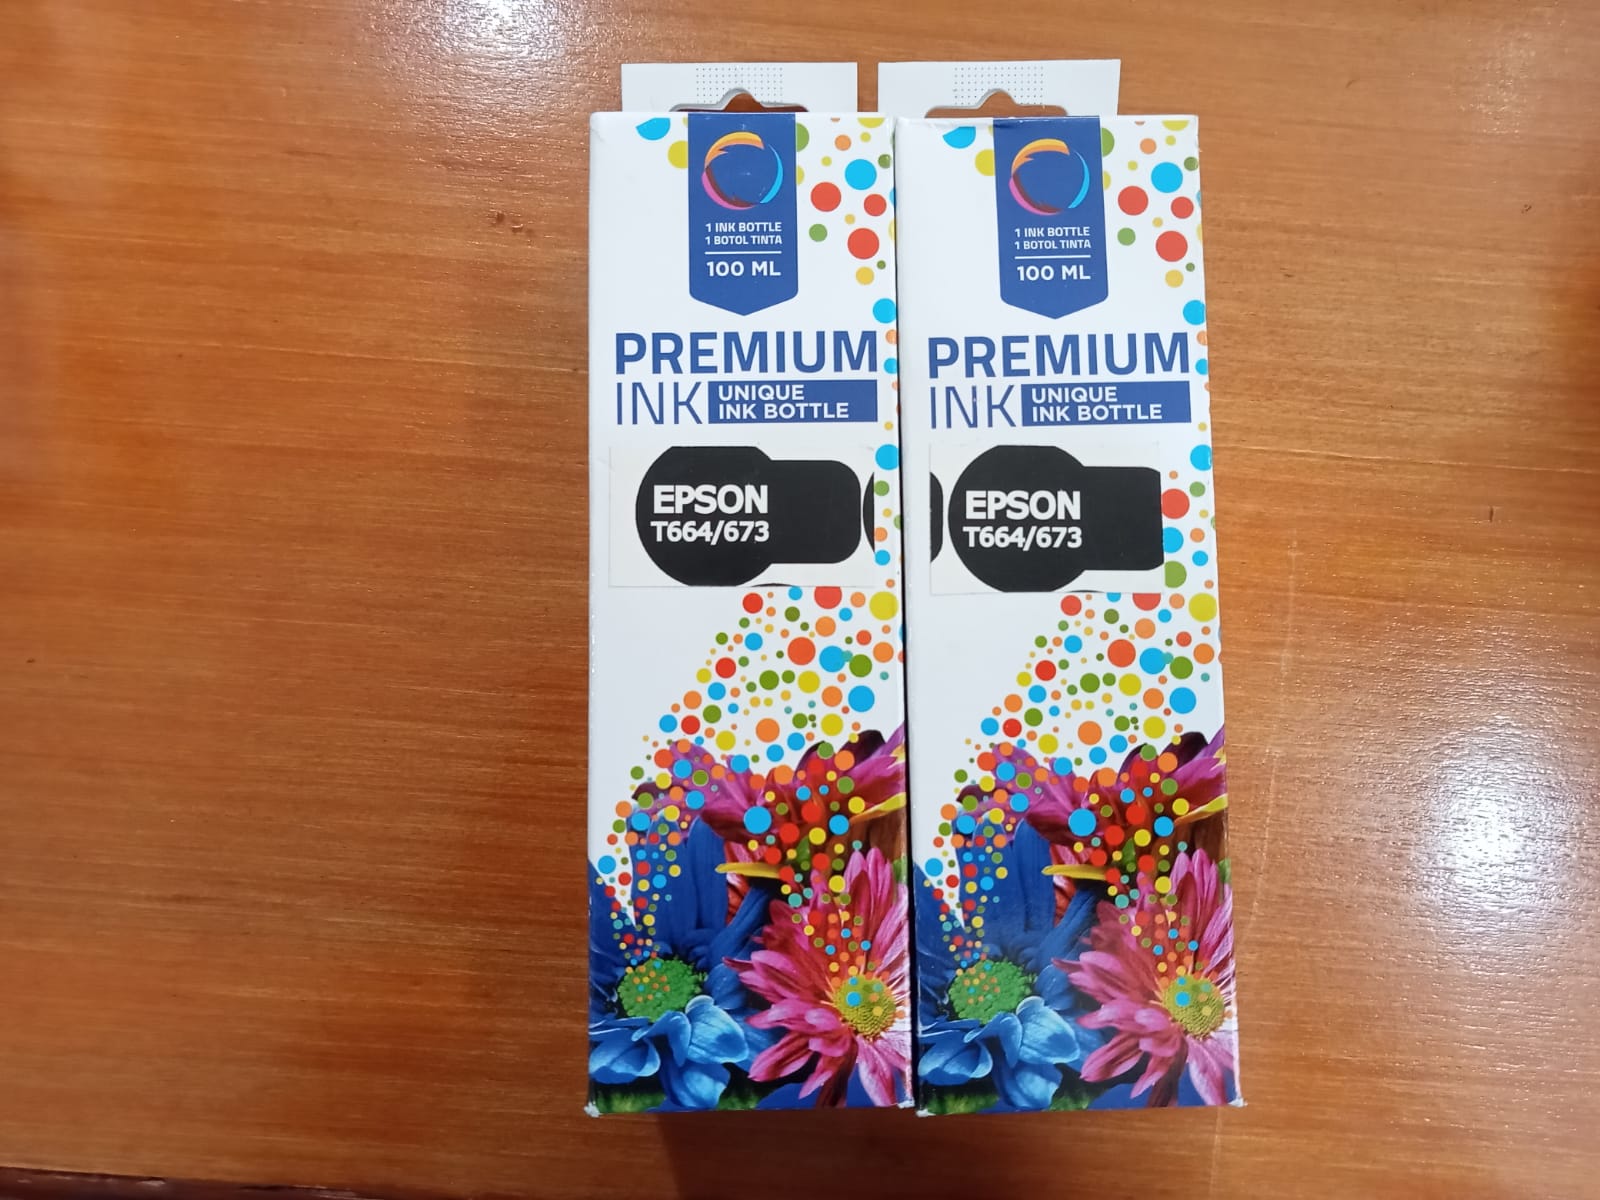 1 INK BOTTLE
1 BOTOL TINTA
100 ML
PREMIUM
INK UNIQUE
INK BOTTLE
EPSON
T664/673
1 INK BOTTLE
1 BOTOL TINTA
100 ML
PREMIUM
INK UNIQUE
INK BOTTLE
EPSON
T664/673